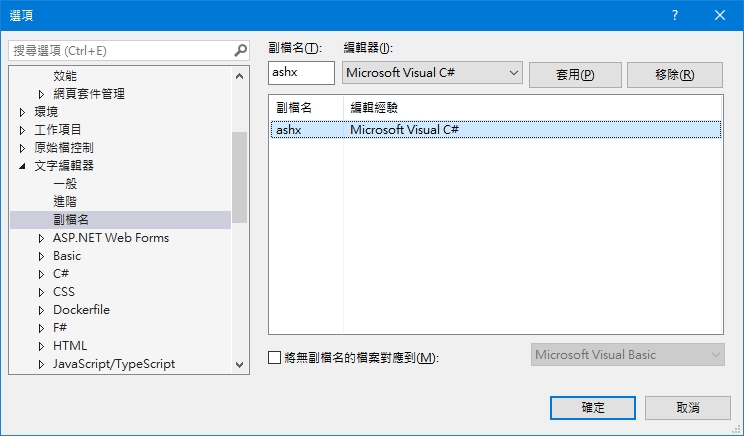 選項
搜尋選項 (Ctrl+E)
效能
網頁套件管理
環境
工作項目
原始檔控制
文字編輯器
一般
進階
副檔名
ASP.NET Web Forms
Basic
C#
CSS
Dockerfile
F#
HTML
JavaScript/TypeScript
副檔名(T):
編輯器(I):
ashx
Microsoft Visual C#
套用(P)
移除(R)
副檔名
編輯經驗
ashx
Microsoft Visual C#
將無副檔名的檔案對應到(M):
Microsoft Visual Basic
確定
取消